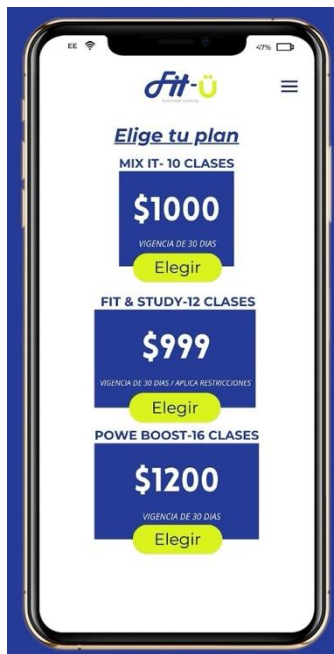 EE
47%
Fit-Ü
Elige tu plan
MIX IT- 10 CLASES
$1000
VIGENCIA DE 30 DIAS
Elegir
FIT & STUDY-12 CLASES
$999
VIGENCIA DE 30 DIAS / APLICA RESTRICCIONES
Elegir
POWE BOOST-16 CLASES
$1200
VIGENCIA DE 30 DIAS
Elegir